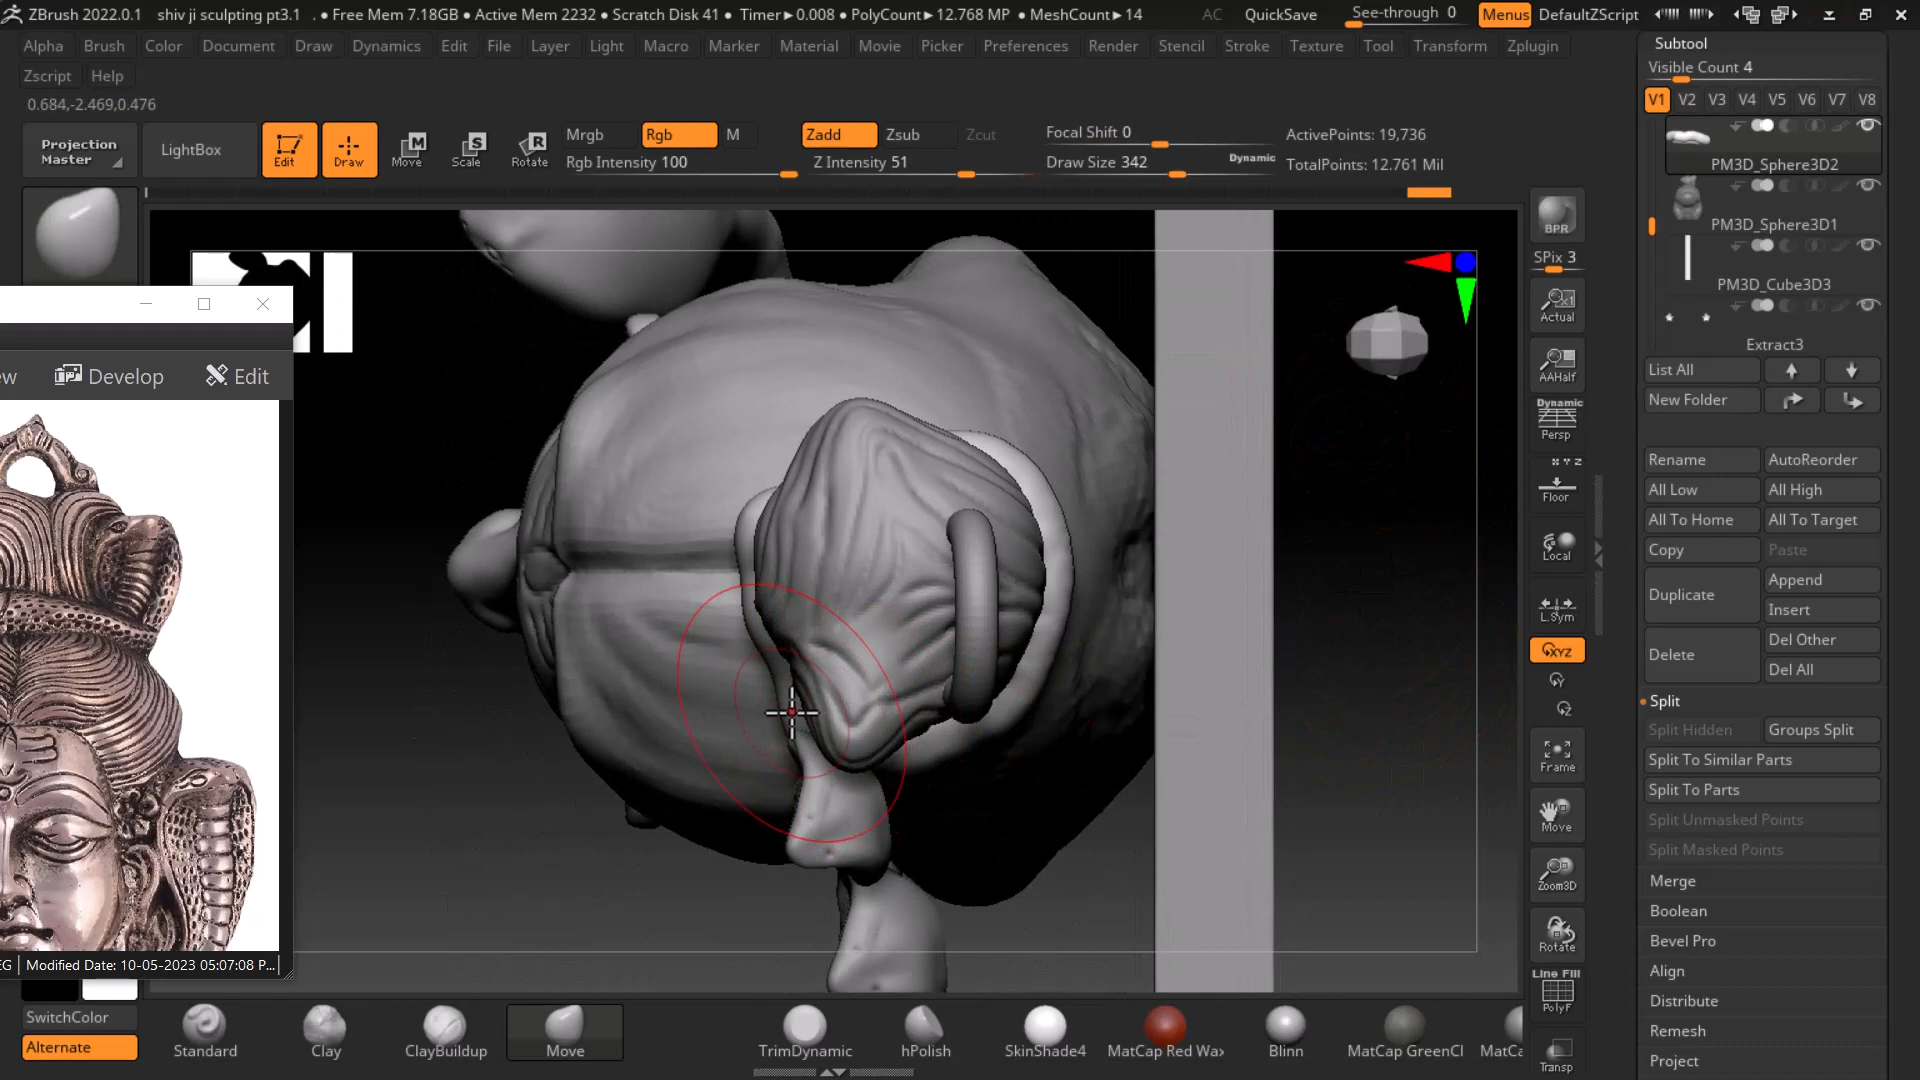 ZBrush 2022.0.1 shiv ji sculpting pt3.1 . • Free Mem 7.18GB • Active Mem 2232 • Scratch Disk 41 • Timer►0.008 • PolyCount►12.768 MP • MeshCount►14 AC QuickSave See-through 0 Menus DefaultZScript
Alpha Brush Color Document Draw Dynamics Edit File Layer Light Macro Marker Material Movie Picker Preferences Render Stencil Stroke Texture Tool Transform Zplugin
Zscript Help
0.684,-2.469,0.476
Projection Master
LightBox
Edit
Draw
Move
Scale
Rotate
Mrgb Rgb M
Rgb Intensity 100
Zadd Zsub Zcut
Z Intensity 51
Focal Shift 0
Draw Size 342 Dynamic
ActivePoints: 19,736
TotalPoints: 12.761 Mil
Develop Edit
Modified Date: 10-05-2023 05:07:08 P...
SwitchColor
Alternate
Standard
Clay
ClayBuildup
Move
TrimDynamic
hPolish
SkinShade4
MatCap Red Wax
Blinn
MatCap GreenCl
MatCa
BPR
SPix 3
Actual
AAHalf
Dynamic
Persp
X Y Z
Floor
Local
L.Sym
XYZ
Y
Z
Frame
Move
Zoom3D
Rotate
Line Fill
PolyF
Transp
Subtool
Visible Count 4
V1 V2 V3 V4 V5 V6 V7 V8
PM3D_Sphere3D2
PM3D_Sphere3D1
PM3D_Cube3D3
Extract3
List All
New Folder
Rename AutoReorder
All Low All High
All To Home All To Target
Copy Paste
Duplicate Append
Insert
Delete Del Other
Del All
Split
Split Hidden Groups Split
Split To Similar Parts
Split To Parts
Split Unmasked Points
Split Masked Points
Merge
Boolean
Bevel Pro
Align
Distribute
Remesh
Project